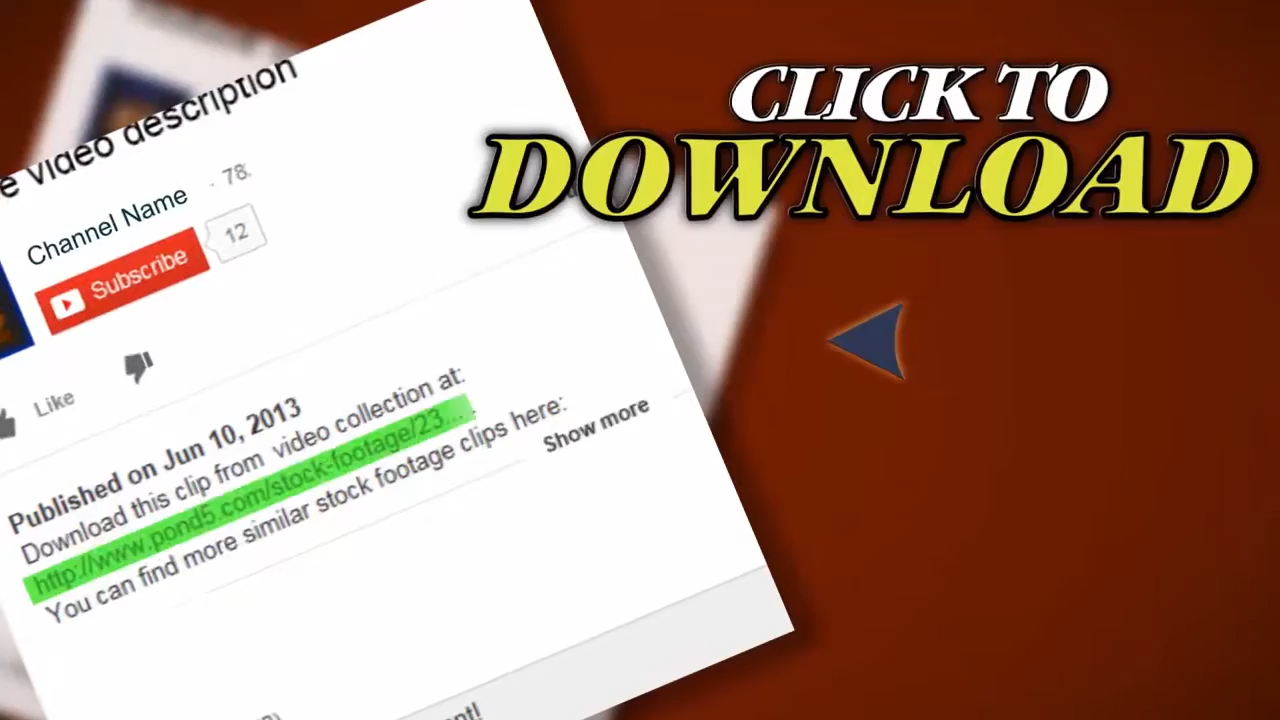 CLICK TO
DOWNLOAD
e video description
Channel Name
78
Subscribe
12
Like
Published on Jun 10, 2013
Download this clip from video collection at:
http://www.pond5.com/stock-footage/23...
You can find more similar stock footage clips here:
Show more